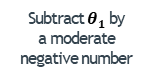 Subtract θ₁ by
a moderate
negative number